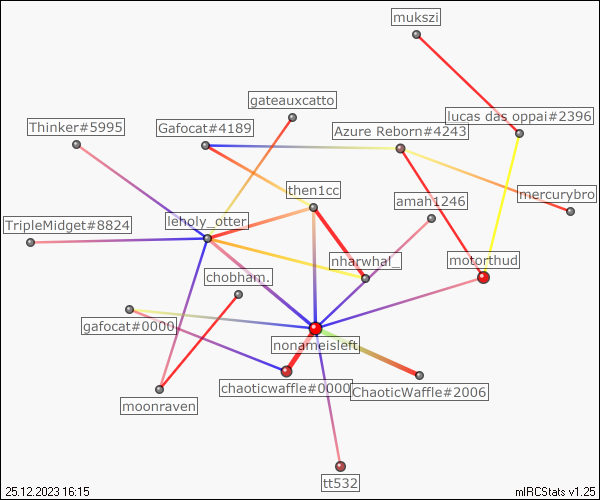 mukszi
gateauxcatto
lucas das oppai#2396
Thinker#5995
Gafocat#4189
Azure Reborn#4243
then1cc
amah1246
mercurybro
leholy_otter.
TripleMidget#8824
nharwhal_
motorthud
chobham.
gafocat#0000
nonameisleft
chaoticwaffle#0000
ChaoticWaffle#2006
moonraven
tt532
25.12.2023 16:15
mIRCStats v1.25